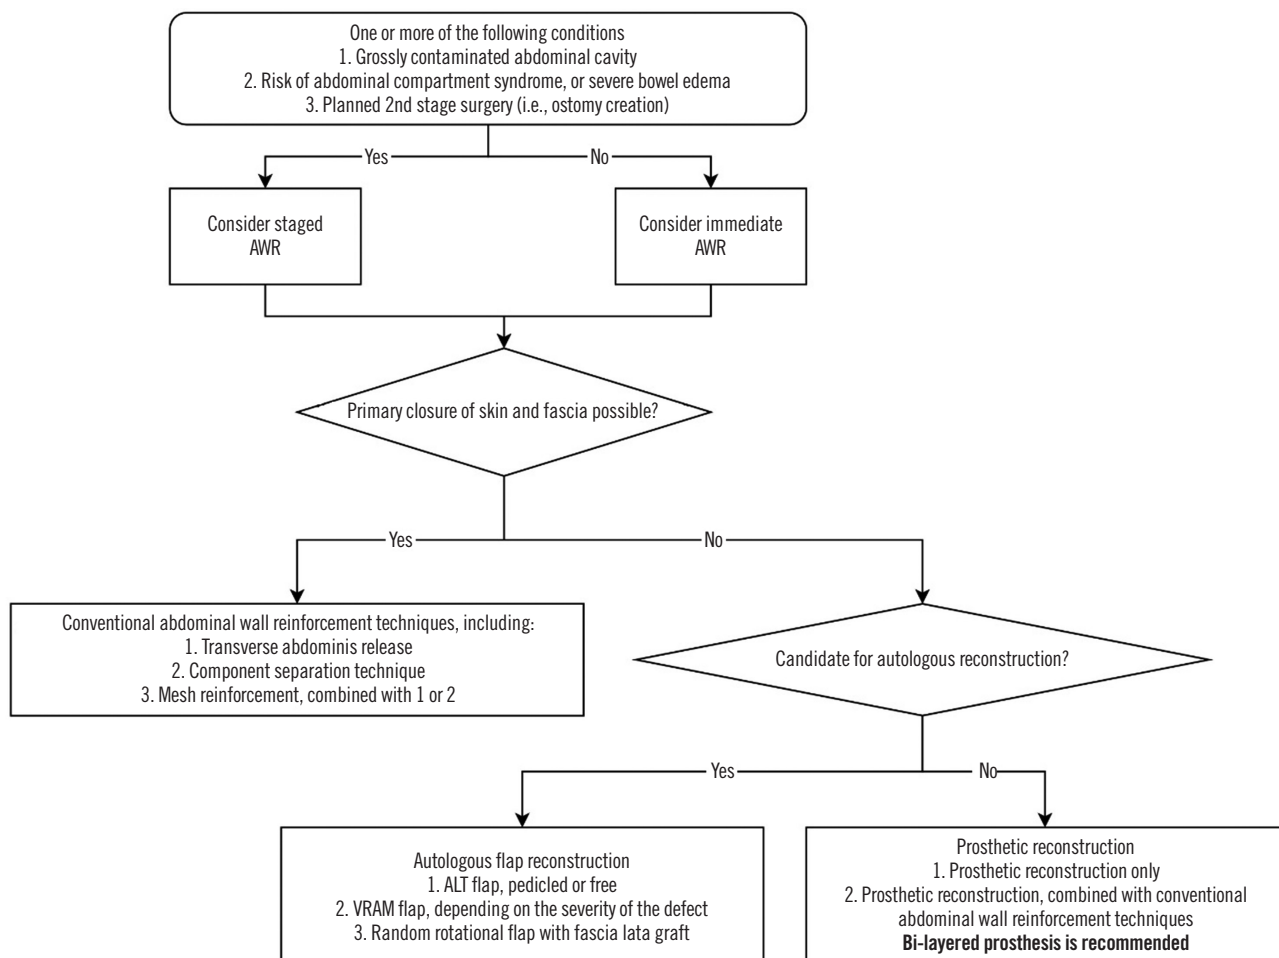 One or more of the following conditions
1. Grossly contaminated abdominal cavity
2. Risk of abdominal compartment syndrome, or severe bowel edema
3. Planned 2nd stage surgery (i.e., ostomy creation)
Yes
No
Consider staged
AWR
Consider immediate
AWR
Primary closure of skin and fascia possible?
Yes
No
Conventional abdominal wall reinforcement techniques, including:
1. Transverse abdominis release
2. Component separation technique
3. Mesh reinforcement, combined with 1 or 2
Candidate for autologous reconstruction?
Yes
No
Autologous flap reconstruction
1. ALT flap, pedicled or free
2. VRAM flap, depending on the severity of the defect
3. Random rotational flap with fascia lata graft
Prosthetic reconstruction
1. Prosthetic reconstruction only
2. Prosthetic reconstruction, combined with conventional
abdominal wall reinforcement techniques
Bi-layered prosthesis is recommended